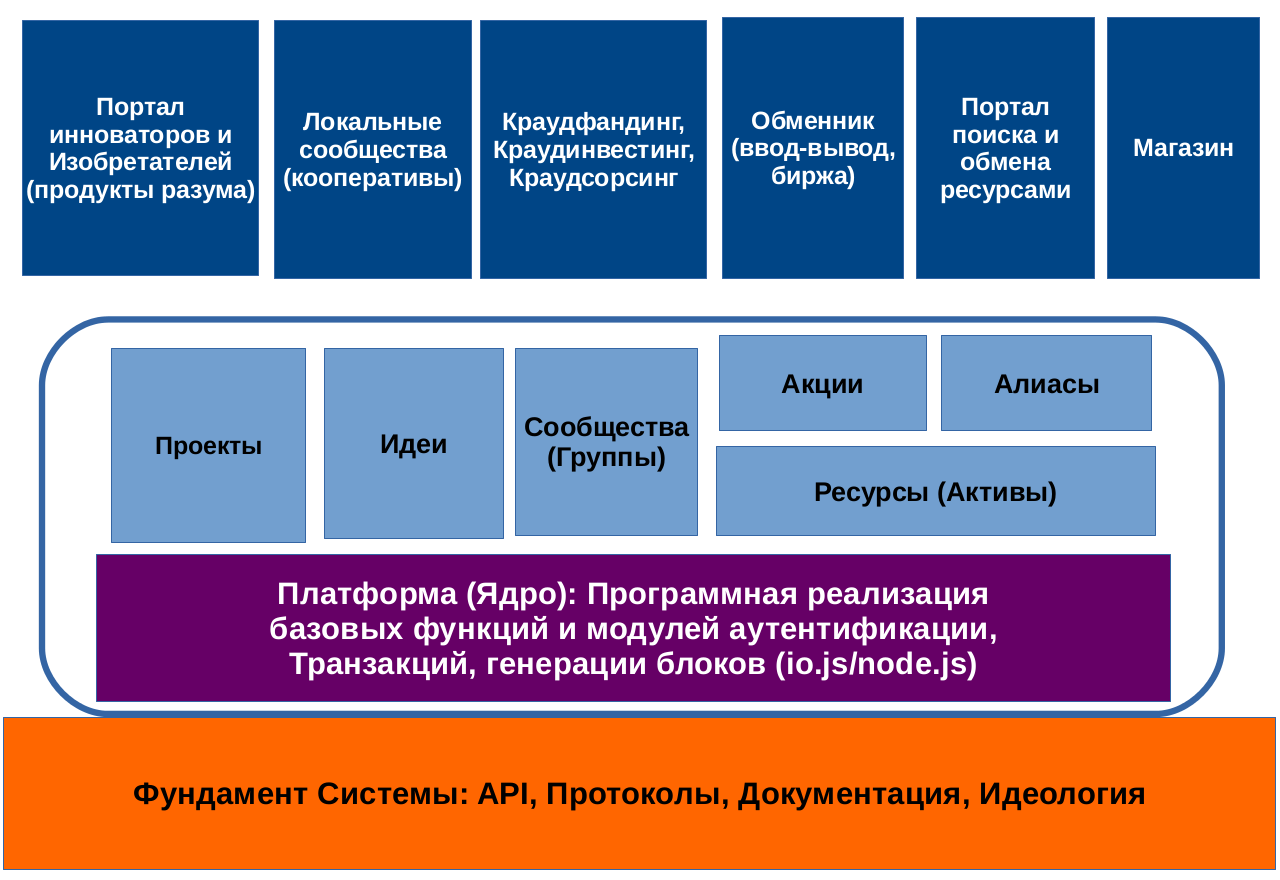 Портал
инноваторов и
Изобретателей
(продукты разума)
Локальные
сообщества
(кооперативы)
Краудфандинг,
Краудинвестинг,
Краудсорсинг
Обменник
(ввод-вывод,
биржа)
Портал
поиска и
обмена
ресурсами
Магазин
Проекты
Идеи
Сообщества
(Группы)
Акции
Алиасы
Ресурсы (Активы)
Платформа (Ядро): Программная реализация
базовых функций и модулей аутентификации,
Транзакций, генерации блоков (io.js/node.js)
Фундамент Системы: API, Протоколы, Документация, Идеология